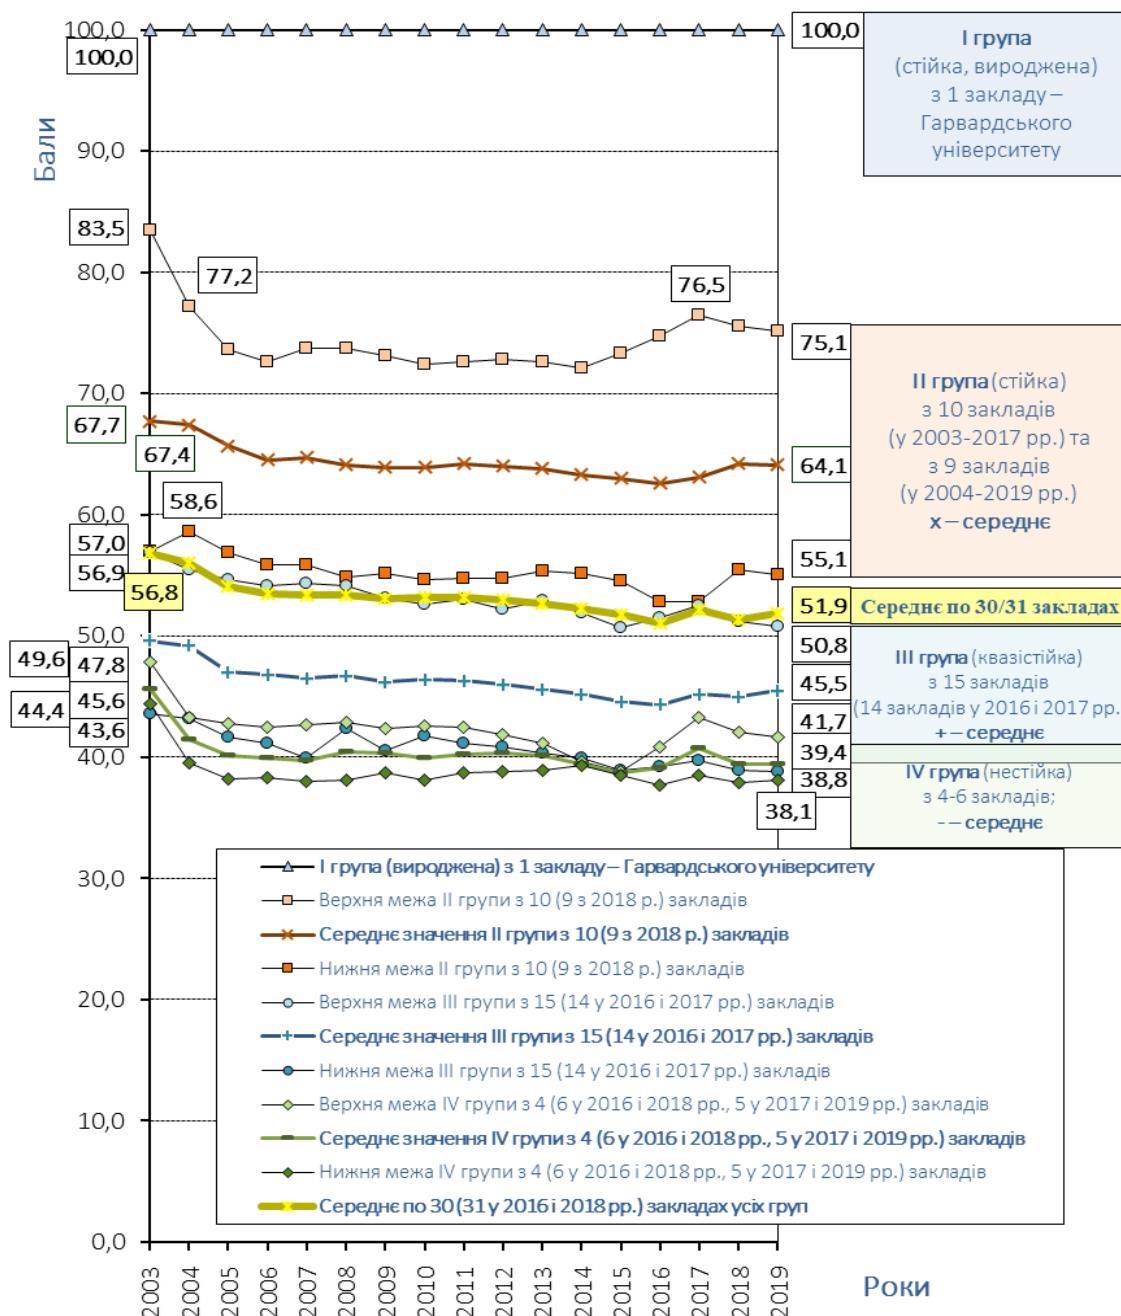 100,0
100,0
100,0
I група
(стійка, вироджена)
з 1 закладу –
Гарвардського
університету
Бали
90,0
83,5
80,0
77,2
76,5
75,1
70,0
67,7
67,4
64,1
II група (стійка)
з 10 закладів
(у 2003-2017 рр.) та
з 9 закладів
(у 2004-2019 рр.)
х – середнє
60,0
58,6
57,0
56,9
56,8
55,1
51,9
Середнє по 30/31 закладах
50,0
49,6
47,8
45,6
44,4
43,6
50,8
45,5
41,7
39,4
38,8
38,1
III група (квазістійка)
з 15 закладів
(14 закладів у 2016 і 2017 рр.
+ – середнє
IV група (нестійка)
з 4-6 закладів;
- – середнє
40,0
30,0
20,0
10,0
0,0
I група (вироджена) з 1 закладу – Гарвардського університету
Верхня межа II групи з 10 (9 з 2018 р.) закладів
Середнє значення II групи з 10 (9 з 2018 р.) закладів
Нижня межа II групи з 10 (9 з 2018 р.) закладів
Верхня межа III групи з 15 (14 у 2016 і 2017 рр.) закладів
Середнє значення III групи з 15 (14 у 2016 і 2017 рр.) закладів
Нижня межа III групи з 15 (14 у 2016 і 2017 рр.) закладів
Верхня межа IV групи з 4 (6 у 2016 і 2018 рр., 5 у 2017 і 2019 рр.) закладів
Середнє значення IV групи з 4 (6 у 2016 і 2018 рр., 5 у 2017 і 2019 рр.) закладів
Нижня межа IV групи з 4 (6 у 2016 і 2018 рр., 5 у 2017 і 2019 рр.) закладів
Середнє по 30 (31 у 2016 і 2018 рр.) закладах усіх груп
2003
2004
2005
2006
2007
2008
2009
2010
2011
2012
2013
2014
2015
2016
2017
2018
2019
Роки